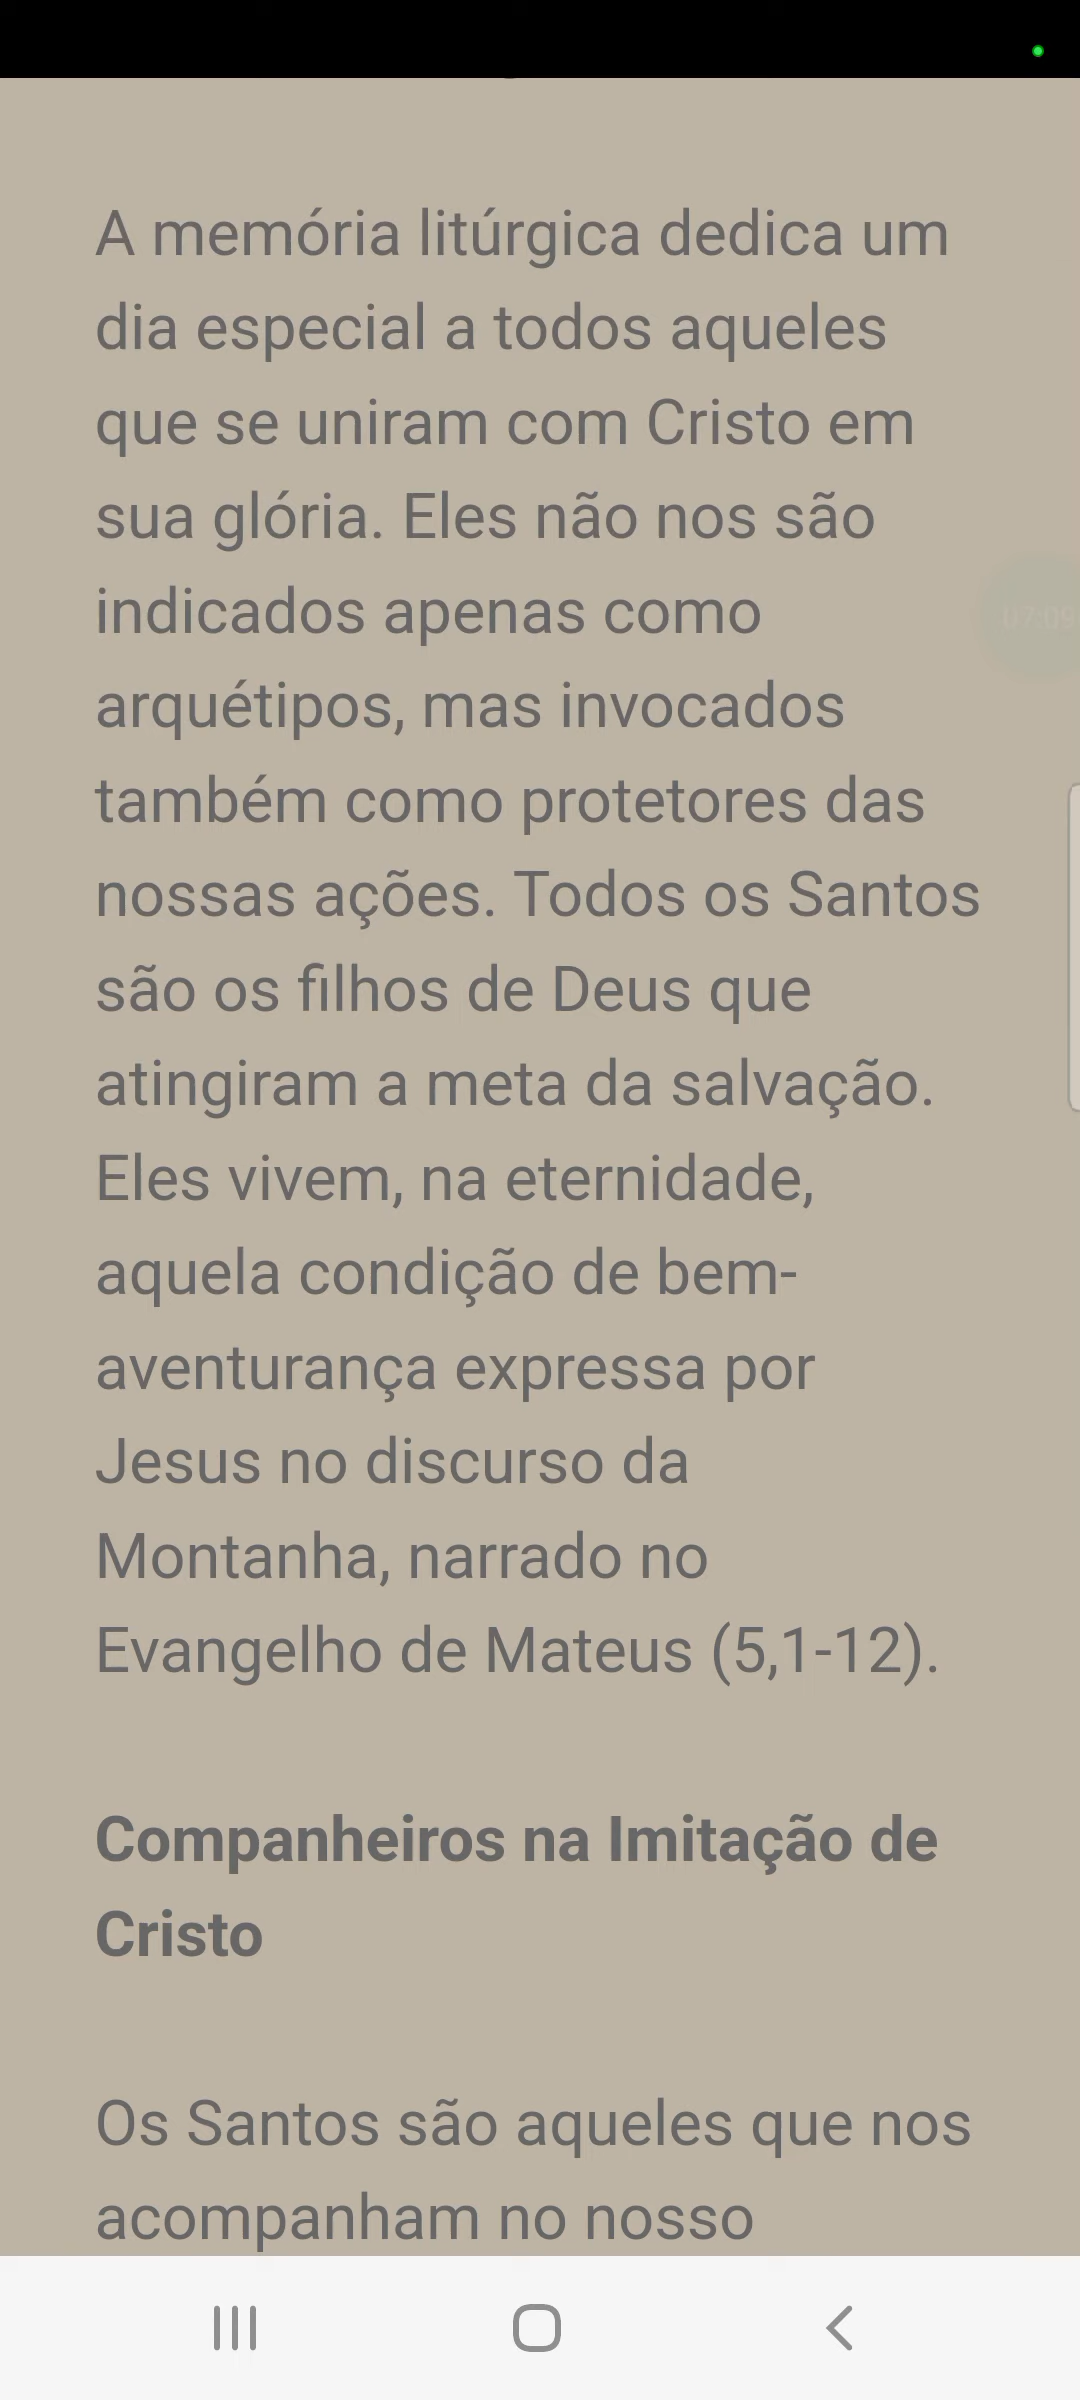 A memória litúrgica dedica um
dia especial a todos aqueles
que se uniram com Cristo em
sua glória. Eles não nos são
indicados apenas como
07:09
arquétipos, mas invocados
também como protetores das
nossas ações. Todos os Santos
são os filhos de Deus que
atingiram a meta da salvação.
Eles vivem, na eternidade,
aquela condição de bem-
aventurança expressa por
Jesus no discurso da
Montanha, narrado no
Evangelho de Mateus (5,1-12).
Companheiros na Imitação de
Cristo
Os Santos são aqueles que nos
acompanham no nosso